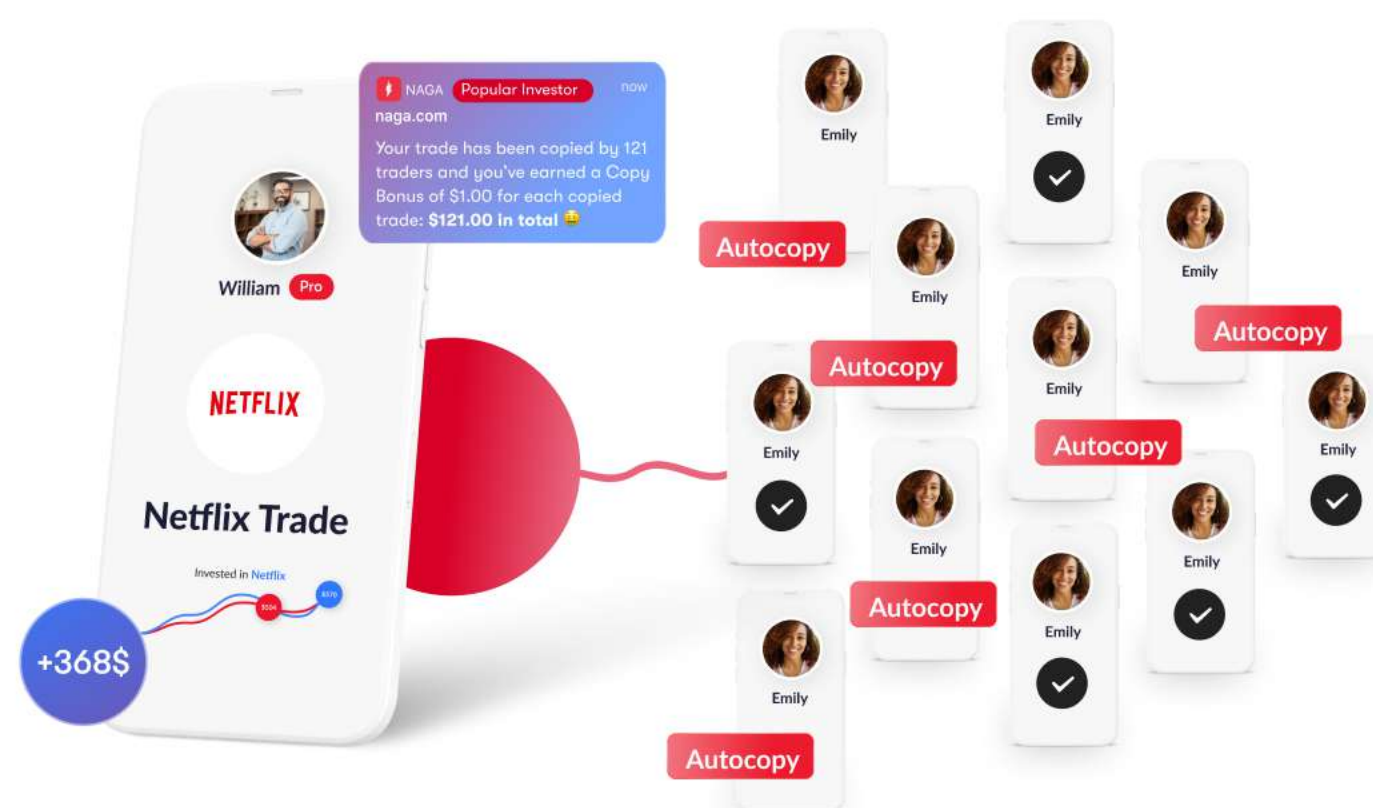 NAGA Popular Investor now
naga.com
Your trade has been copied by 121
traders and you've earned a Copy
Bonus of $1.00 for each copied
trade: $121.00 in total
William Pro
NETFLIX
Netflix Trade
Invested in Netflix
+368$
Emily
Emily
Autocopy
Emily
Emily
Autocopy
Autocopy
Emily
Emily
Autocopy
Emily
Emily
Emily
Autocopy
Emily
Emily
Autocopy